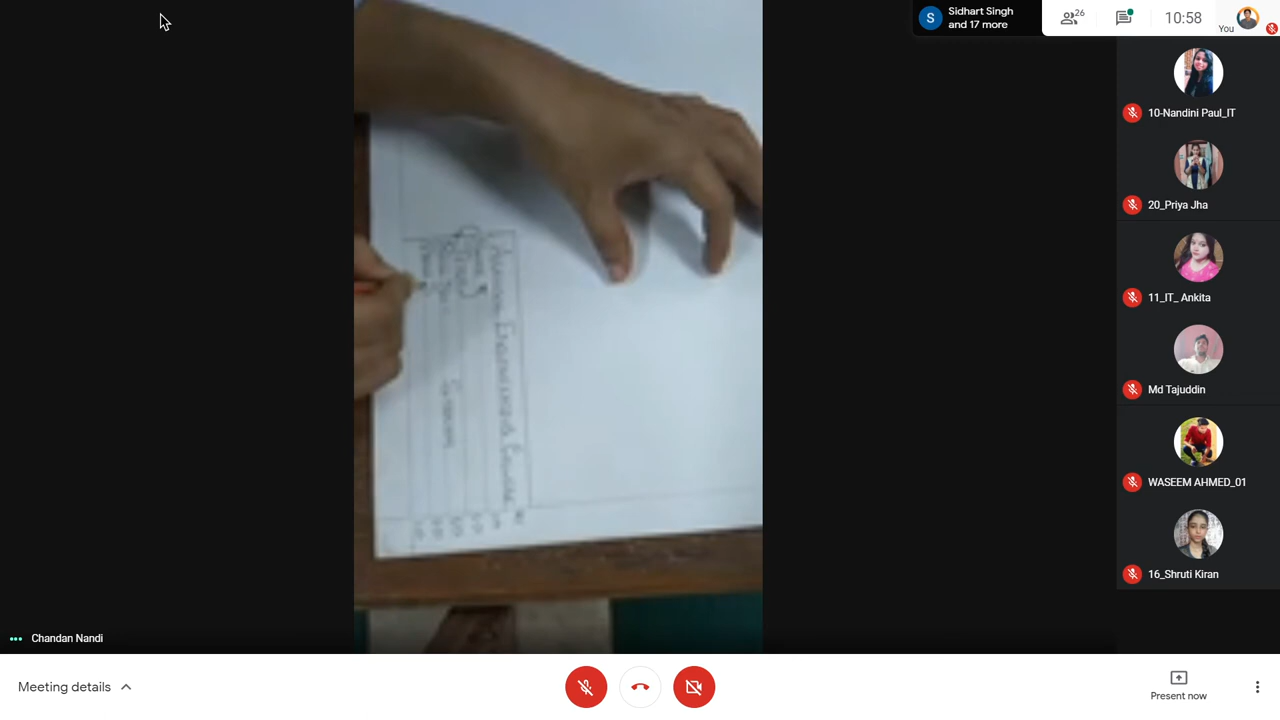 S
Sidhart Singh
and 17 more
26
10:58
You
10-Nandini Paul_IT
20_Priya Jha
11_IT_ Ankita
Md Tajuddin
WASEEM AHMED_01
16_Shruti Kiran
Chandan Nandi
Meeting details
Present now